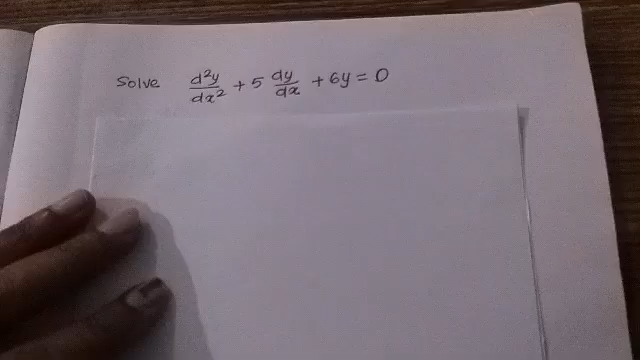 Solve d²y/dx² + 5 dy/dx + 6y = 0